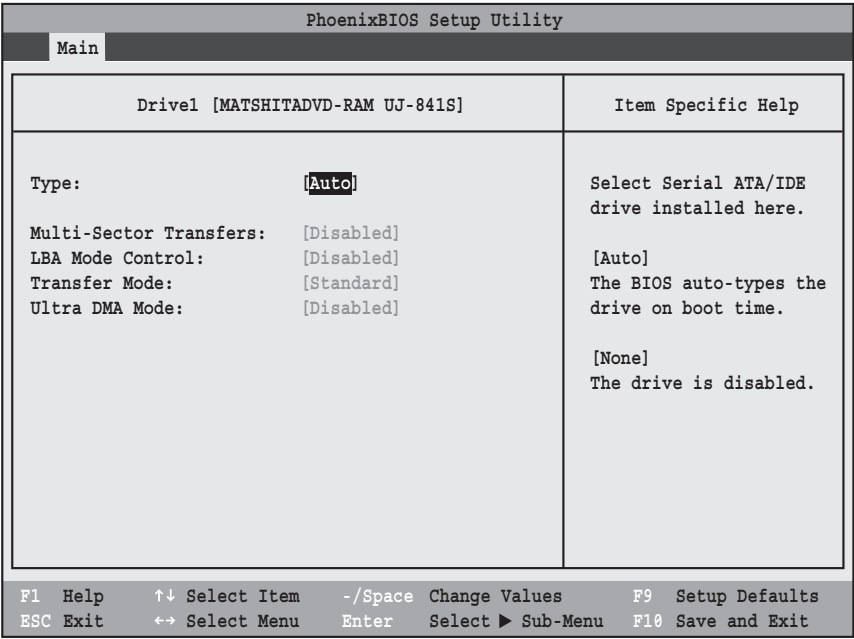 PhoenixBIOS Setup Utility
Main
Drive1 [MATSHITADVD-RAM UJ-841S]
Item Specific Help
Type: [Auto]
Multi-Sector Transfers: [Disabled]
LBA Mode Control: [Disabled]
Transfer Mode: [Standard]
Ultra DMA Mode: [Disabled]
Select Serial ATA/IDE
drive installed here.
[Auto]
The BIOS auto-types the
drive on boot time.
[None]
The drive is disabled.
F1 Help ↑↓ Select Item -/Space Change Values F9 Setup Defaults
ESC Exit ←→ Select Menu Enter Select ▶ Sub-Menu F10 Save and Exit